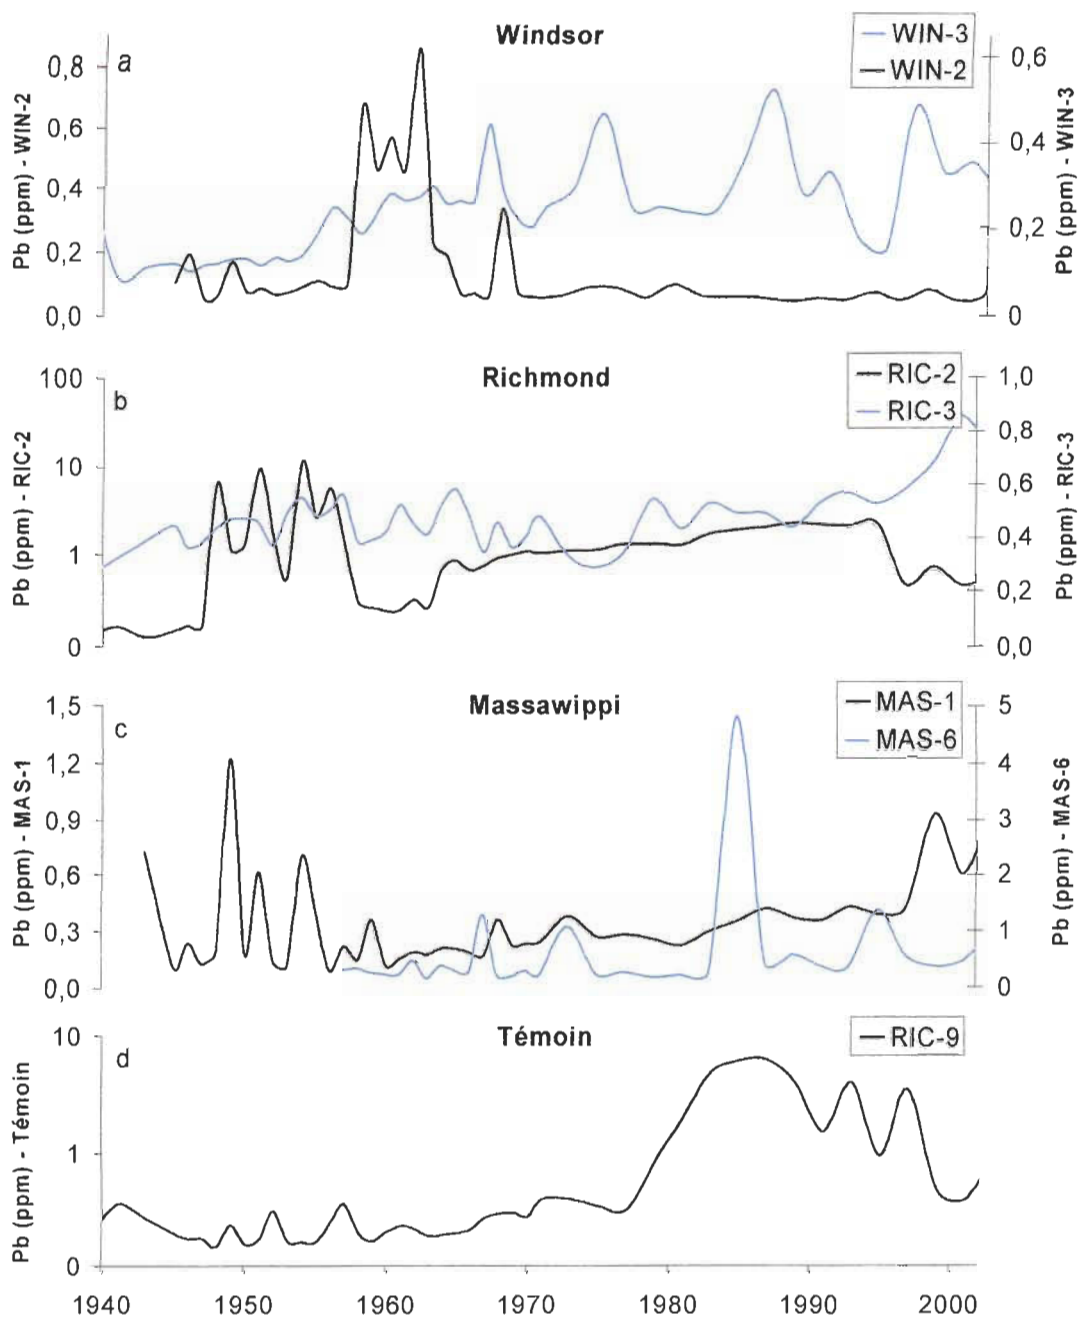 Windsor
a
WIN-3
WIN-2
Pb (ppm) - WIN-2
0,8
0,6
0,4
0,2
0,0
0,6
0,4
0,2
0
Pb (ppm) - WIN-3
Richmond
b
RIC-2
RIC-3
Pb (ppm) - RIC-2
100
10
1
0
1,0
0,8
0,6
0,4
0,2
0,0
Pb (ppm) - RIC-3
Massawippi
c
MAS-1
MAS-6
Pb (ppm) - MAS-1
1,5
1,2
0,9
0,6
0,3
0,0
5
4
3
2
1
0
Pb (ppm) - MAS-6
Témoin
d
RIC-9
Pb (ppm) - Témoin
10
1
0
1940 1950 1960 1970 1980 1990 2000